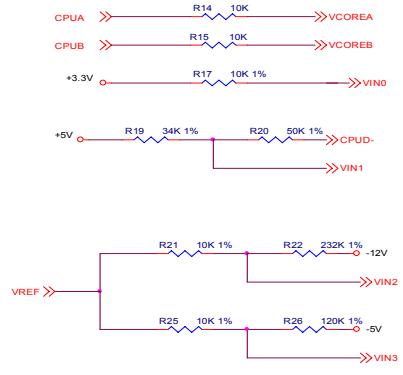 R14 10K
CPUA VCOREA
R15 10K
CPUB VCOREB
+3.3V R17 10K 1%
VIN0
+5V R19 34K 1% R20 50K 1%
CPUD-
VIN1
R21 10K 1% R22 232K 1%
-12V
VREF VIN2
R25 10K 1% R26 120K 1%
-5V
VIN3